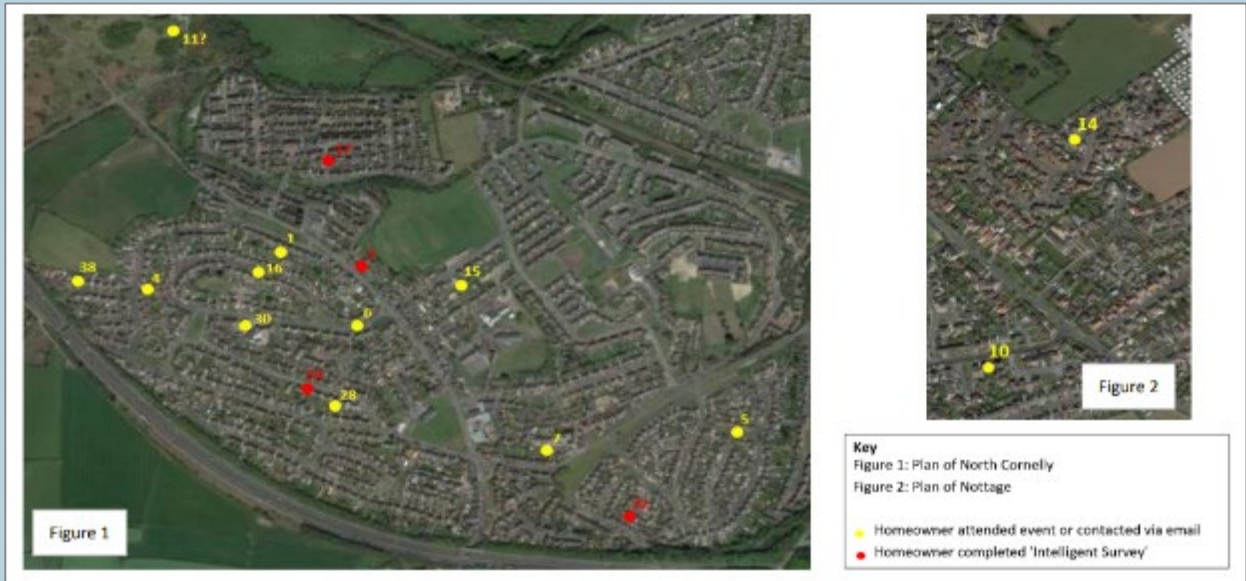 11?
1
16
38
4
15
30
28
5
Figure 1
14
10
Figure 2
Key
Figure 1: Plan of North Cornelly
Figure 2: Plan of Nottage
Homeowner attended event or contacted via email
Homeowner completed 'Intelligent Survey'